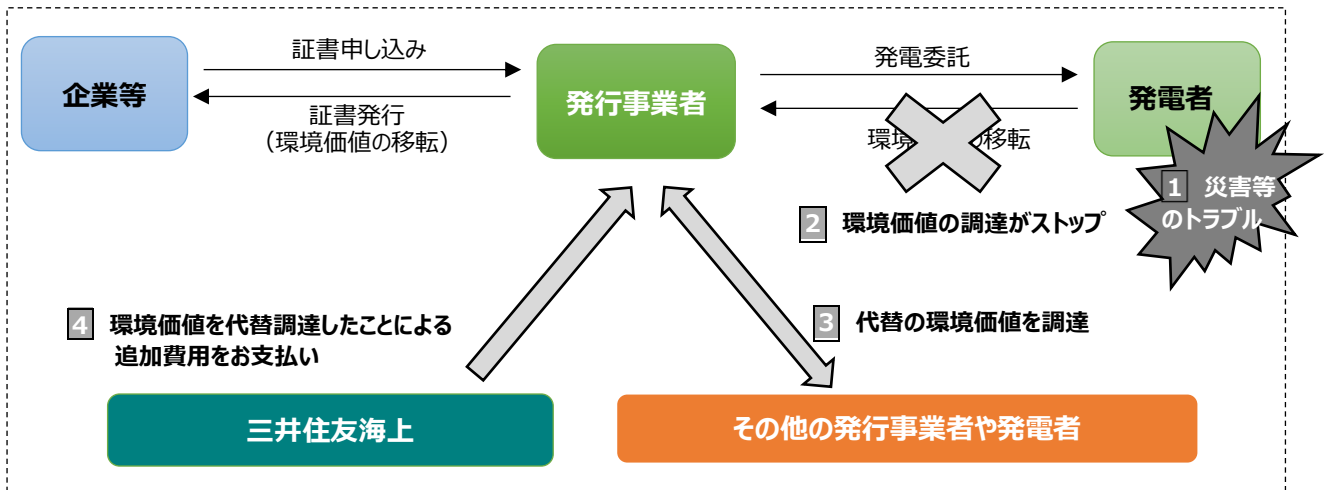 証書申し込み
企業等
証書発行
（環境価値の移転）
発行事業者
発電委託
環境
の移転
発電者
1 災害等
のトラブル
2 環境価値の調達がストップ
3 代替の環境価値を調達
4 環境価値を代替調達したことによる
追加費用をお支払い
三井住友海上
その他の発行事業者や発電者